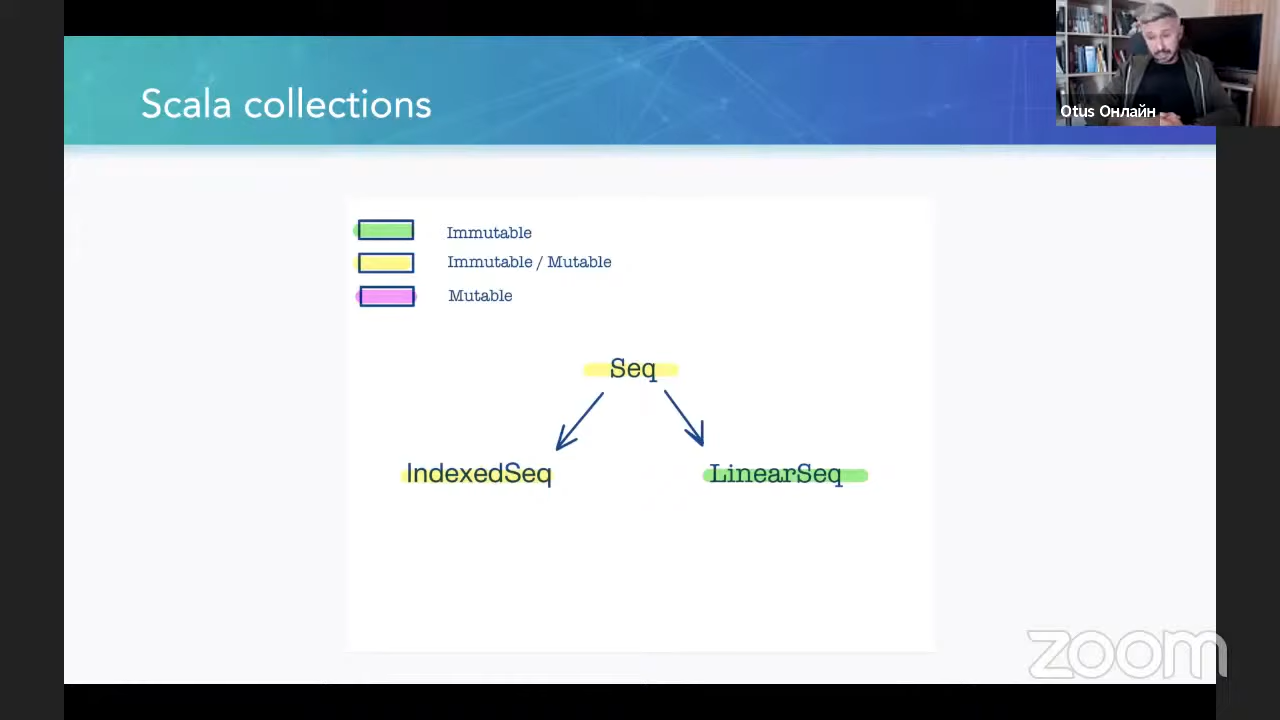 Scala collections
Otus Онлайн
Immutable
Immutable / Mutable
Mutable
Seq
IndexedSeq
LinearSeq
zoom